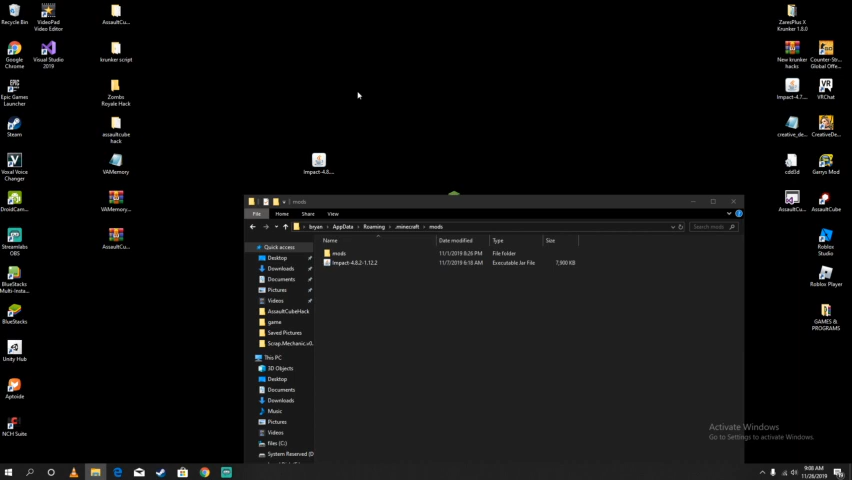 Recycle Bin
VideoPad
Video Editor
AssaultCu...
Google
Chrome
Visual Studio
2019
krunker script
Epic Games
Launcher
Zombs
Royale Hack
Steam
assaultcube
hack
Voxal Voice
Changer
VAMemory
DroidCam...
VAMemory...
Streamlabs
OBS
AssaultCu...
BlueStacks
Multi-Insta...
BlueStacks
Unity Hub
Aptoide
NCH Suite
Impact-4.8....
ZaresPlus X
Krunker 1.8.0
New krunker
hacks
Counter-Str...
Global Offe...
Impact-4.7....
VRChat
creative_de...
CreativeDe...
cdd3d
Garrys Mod
AssaultCu...
AssaultCube
Roblox
Studio
Roblox Player
GAMES &
PROGRAMS
mods
File
Home
Share
View
bryan
AppData
Roaming
.minecraft
mods
Search mods
Name
Date modified
Type
Size
mods
11/1/2019 8:26 PM
File folder
Impact-4.8.2-1.12.2
11/7/2019 6:18 AM
Executable Jar File
7,900 KB
Quick access
Desktop
Downloads
Documents
Pictures
Videos
AssaultCubeHack
game
Saved Pictures
Scrap.Mechanic.v0.
This PC
3D Objects
Desktop
Documents
Downloads
Music
Pictures
Videos
files (C:)
System Reserved (D
Activate Windows
Go to Settings to activate Windows.
9:08 AM
11/26/2019